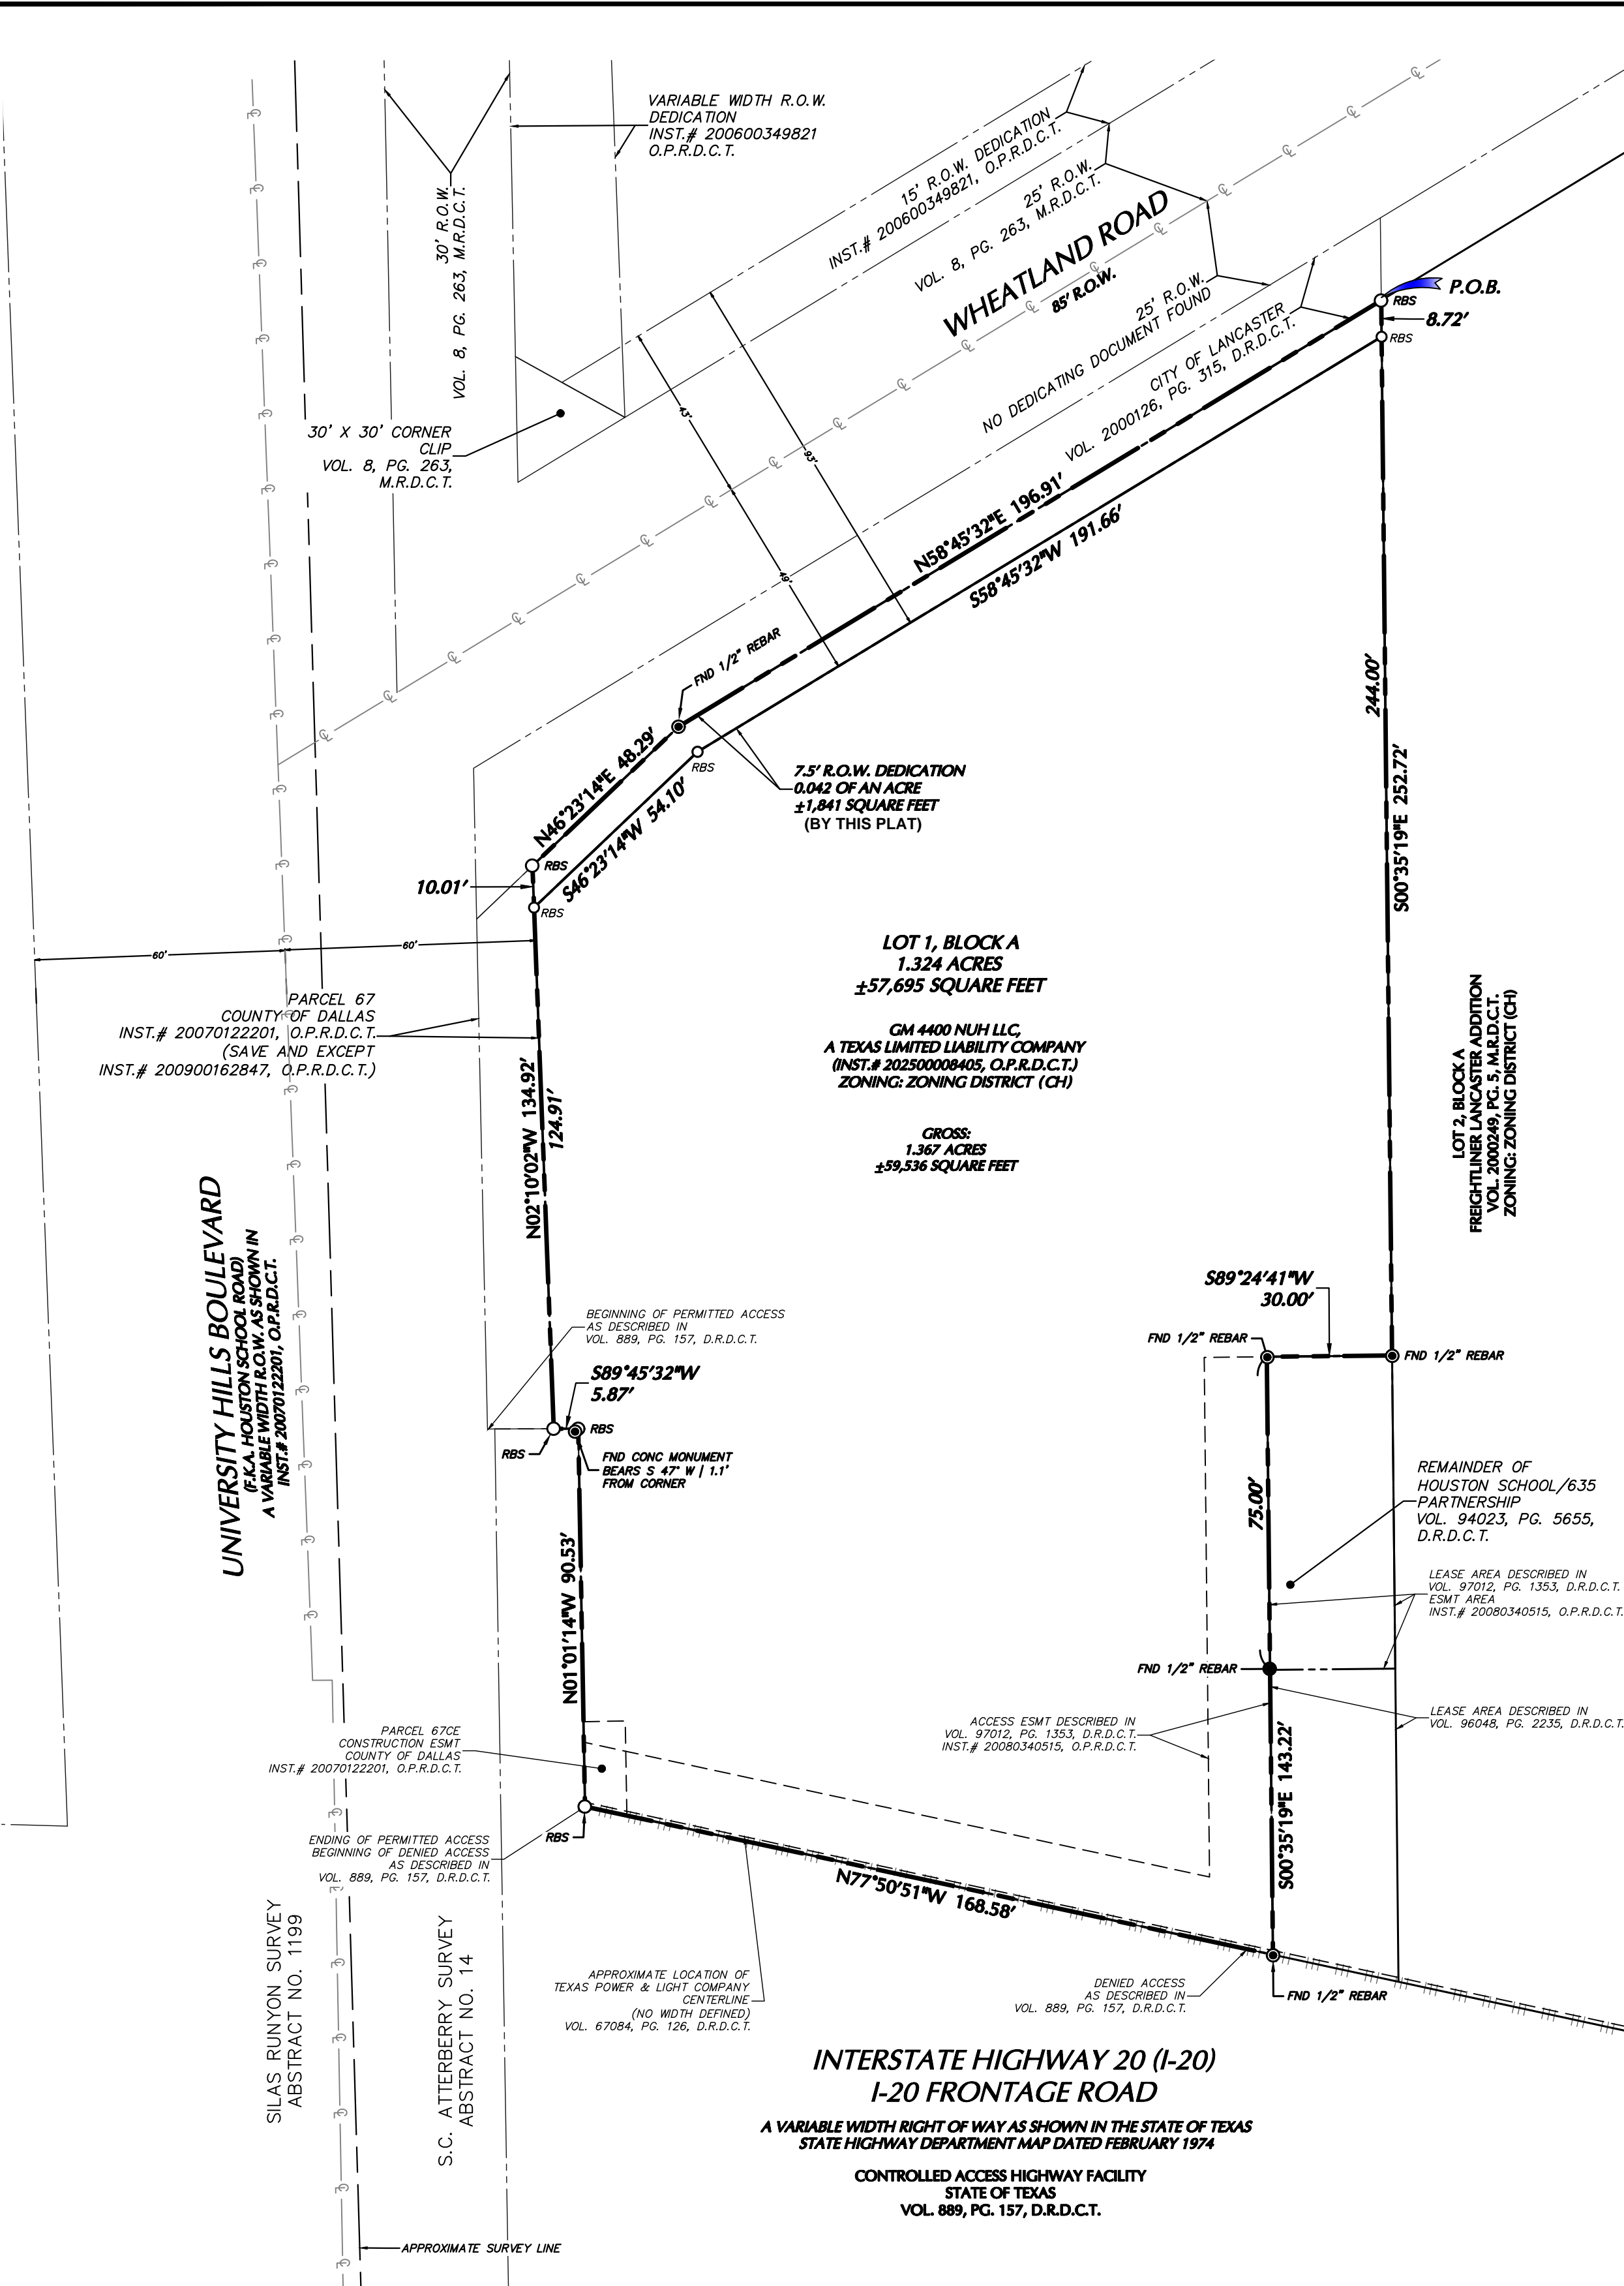 VARIABLE WIDTH R.O.W.
DEDICATION
INST.# 200600349821
O.P.R.D.C.T.
30' R.O.W.
VOL. 8, PG. 263, M.R.D.C.T.
15' R.O.W. DEDICATION
INST.# 200600349821, O.P.R.D.C.T.
25' R.O.W.
VOL. 8, PG. 263, M.R.D.C.T.
WHEATLAND ROAD
85' R.O.W.
25' R.O.W.
NO DEDICATING DOCUMENT FOUND
CITY OF LANCASTER
VOL. 2000126, PG. 315, D.R.D.C.T.
RBS
P.O.B.
8.72'
RBS
30' X 30' CORNER
CLIP
VOL. 8, PG. 263,
M.R.D.C.T.
43'
93'
49'
N58°45'32"E 196.91'
S58°45'32"W 191.66'
FND 1/2" REBAR
RBS
N46°23'14"E 48.29'
S46°23'14"W 54.10'
7.5' R.O.W. DEDICATION
0.042 OF AN ACRE
±1,841 SQUARE FEET
(BY THIS PLAT)
244.00'
S00°35'19"E 252.72'
RBS
10.01'
RBS
60'
60'
PARCEL 67
COUNTY OF DALLAS
INST.# 20070122201, O.P.R.D.C.T.
(SAVE AND EXCEPT
INST.# 200900162847, O.P.R.D.C.T.)
LOT 1, BLOCK A
1.324 ACRES
±57,695 SQUARE FEET
GM 4400 NUH LLC,
A TEXAS LIMITED LIABILITY COMPANY
(INST.# 202500008405, O.P.R.D.C.T.)
ZONING: ZONING DISTRICT (CH)
GROSS:
1.367 ACRES
±59,536 SQUARE FEET
N02°10'02"W 134.92'
124.91'
LOT 2, BLOCK A
FREIGHTLINER LANCASTER ADDITION
VOL. 2000249, PG. 5, M.R.D.C.T.
ZONING: ZONING DISTRICT (CH)
UNIVERSITY HILLS BOULEVARD
(F.K.A. HOUSTON SCHOOL ROAD)
A VARIABLE WIDTH R.O.W. AS SHOWN IN
INST.# 20070122201, O.P.R.D.C.T.
BEGINNING OF PERMITTED ACCESS
AS DESCRIBED IN
VOL. 889, PG. 157, D.R.D.C.T.
S89°45'32"W
5.87'
RBS
RBS
FND CONC MONUMENT
BEARS S 47° W | 1.1'
FROM CORNER
S89°24'41"W
30.00'
FND 1/2" REBAR
FND 1/2" REBAR
75.00'
REMAINDER OF
HOUSTON SCHOOL/635
PARTNERSHIP
VOL. 94023, PG. 5655,
D.R.D.C.T.
LEASE AREA DESCRIBED IN
VOL. 97012, PG. 1353, D.R.D.C.T.
ESMT AREA
INST.# 20080340515, O.P.R.D.C.T.
N01°01'14"W 90.53'
FND 1/2" REBAR
ACCESS ESMT DESCRIBED IN
VOL. 97012, PG. 1353, D.R.D.C.T.
INST.# 20080340515, O.P.R.D.C.T.
LEASE AREA DESCRIBED IN
VOL. 96048, PG. 2235, D.R.D.C.T.
PARCEL 67CE
CONSTRUCTION ESMT
COUNTY OF DALLAS
INST.# 20070122201, O.P.R.D.C.T.
S00°35'19"E 143.22'
RBS
ENDING OF PERMITTED ACCESS
BEGINNING OF DENIED ACCESS
AS DESCRIBED IN
VOL. 889, PG. 157, D.R.D.C.T.
N77°50'51"W 168.58'
SILAS RUNYON SURVEY
ABSTRACT NO. 1199
S.C. ATTERBERRY SURVEY
ABSTRACT NO. 14
APPROXIMATE LOCATION OF
TEXAS POWER & LIGHT COMPANY
CENTERLINE
(NO WIDTH DEFINED)
VOL. 67084, PG. 126, D.R.D.C.T.
DENIED ACCESS
AS DESCRIBED IN
VOL. 889, PG. 157, D.R.D.C.T.
FND 1/2" REBAR
INTERSTATE HIGHWAY 20 (I-20)
I-20 FRONTAGE ROAD
A VARIABLE WIDTH RIGHT OF WAY AS SHOWN IN THE STATE OF TEXAS
STATE HIGHWAY DEPARTMENT MAP DATED FEBRUARY 1974
CONTROLLED ACCESS HIGHWAY FACILITY
STATE OF TEXAS
VOL. 889, PG. 157, D.R.D.C.T.
APPROXIMATE SURVEY LINE